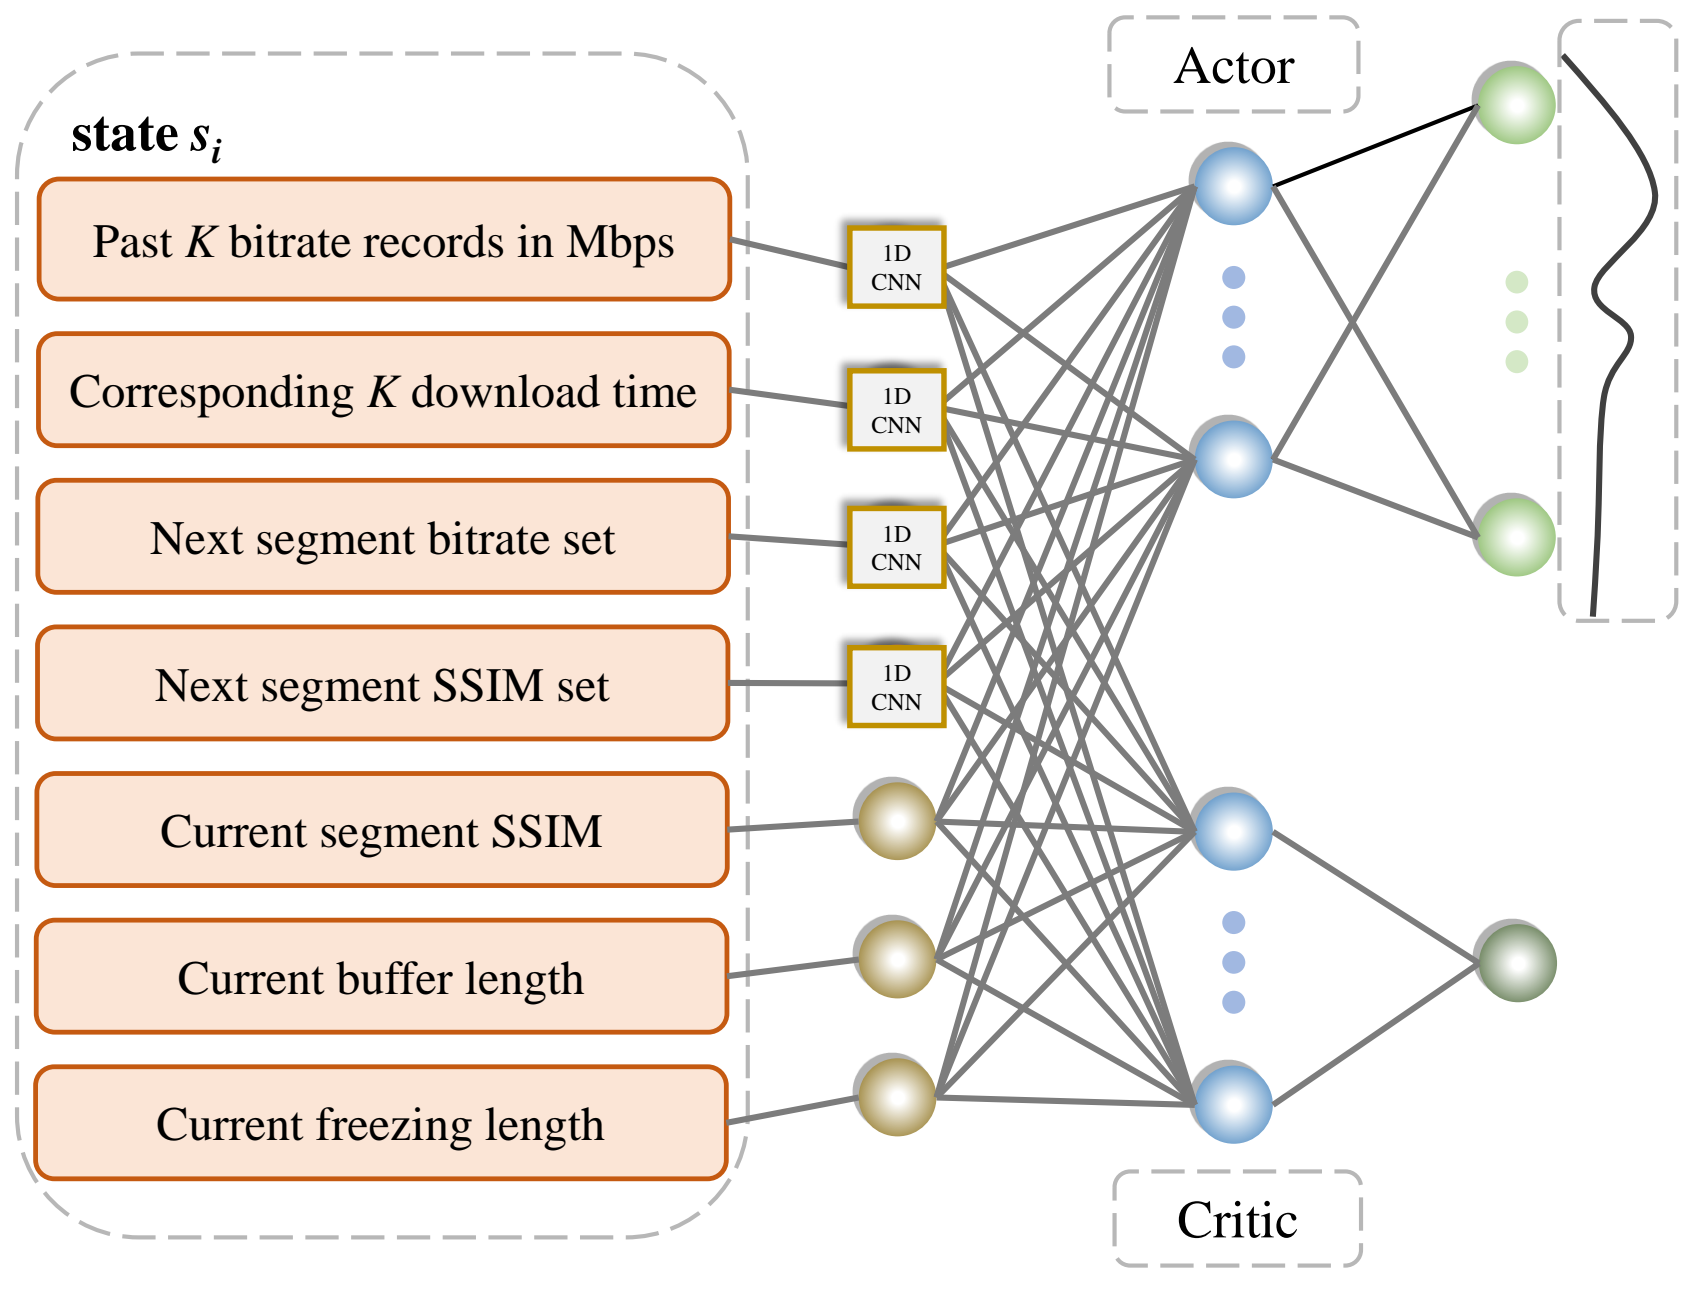 Actor
state s_i
Past K bitrate records in Mbps
1D
CNN
Corresponding K download time
1D
CNN
Next segment bitrate set
1D
CNN
Next segment SSIM set
1D
CNN
Current segment SSIM
Current buffer length
Current freezing length
Critic